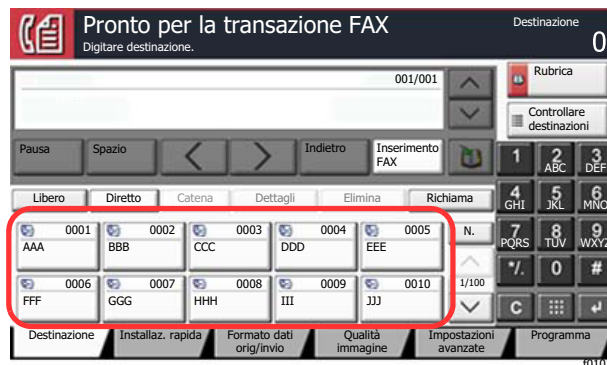 Pronto per la transazione FAX
Digitare destinazione.
Destinazione
0
001/001
Rubrica
Controllare
destinazioni
Pausa
Spazio
Indietro
Inserimento
FAX
1
2
ABC
3
DEF
Libero
Diretto
Catena
Dettagli
Elimina
Richiama
4
GHI
5
JKL
6
MNO
0001
AAA
0002
BBB
0003
CCC
0004
DDD
0005
EEE
N.
7
PQRS
8
TUV
9
WXYZ
0006
FFF
0007
GGG
0008
HHH
0009
III
0010
JJJ
1/100
*/.
0
#
C
Destinazione
Installaz. rapida
Formato dati
orig/invio
Qualità
immagine
Impostazioni
avanzate
Programma